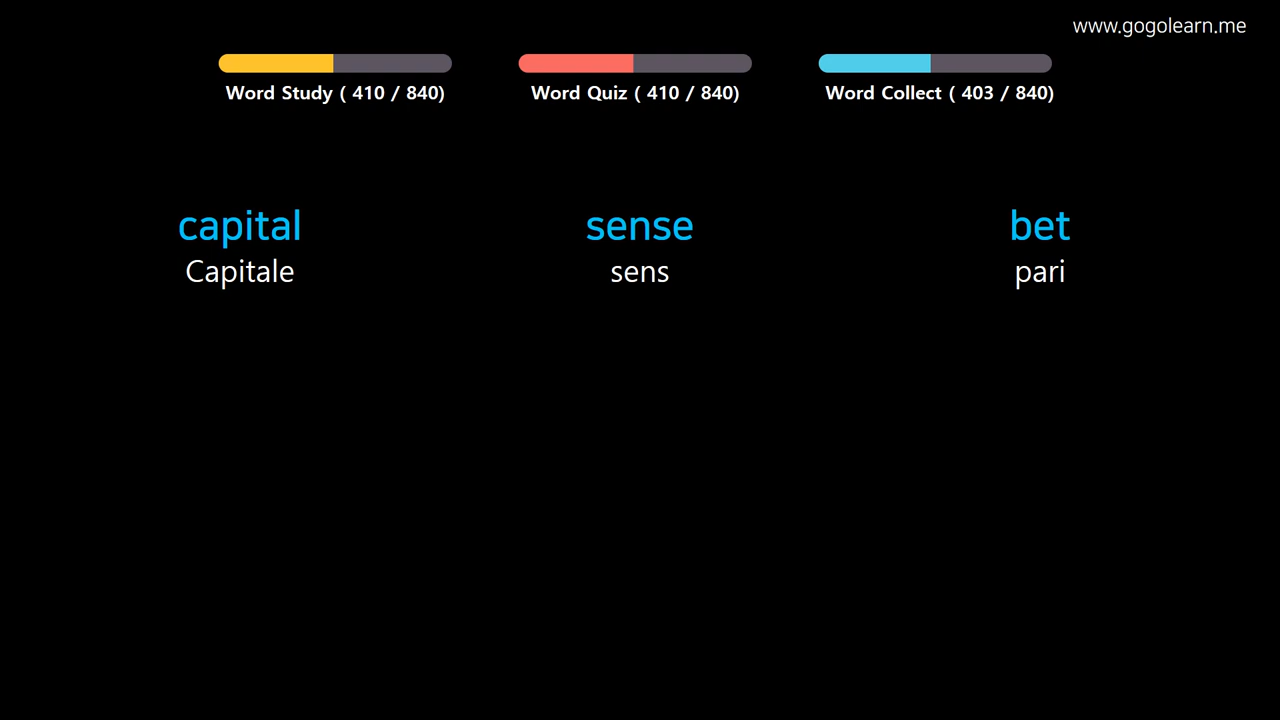 www.gogolearn.me
Word Study ( 410 / 840)
Word Quiz ( 410 / 840)
Word Collect ( 403 / 840)
capital
sense
bet
Capitale
sens
pari